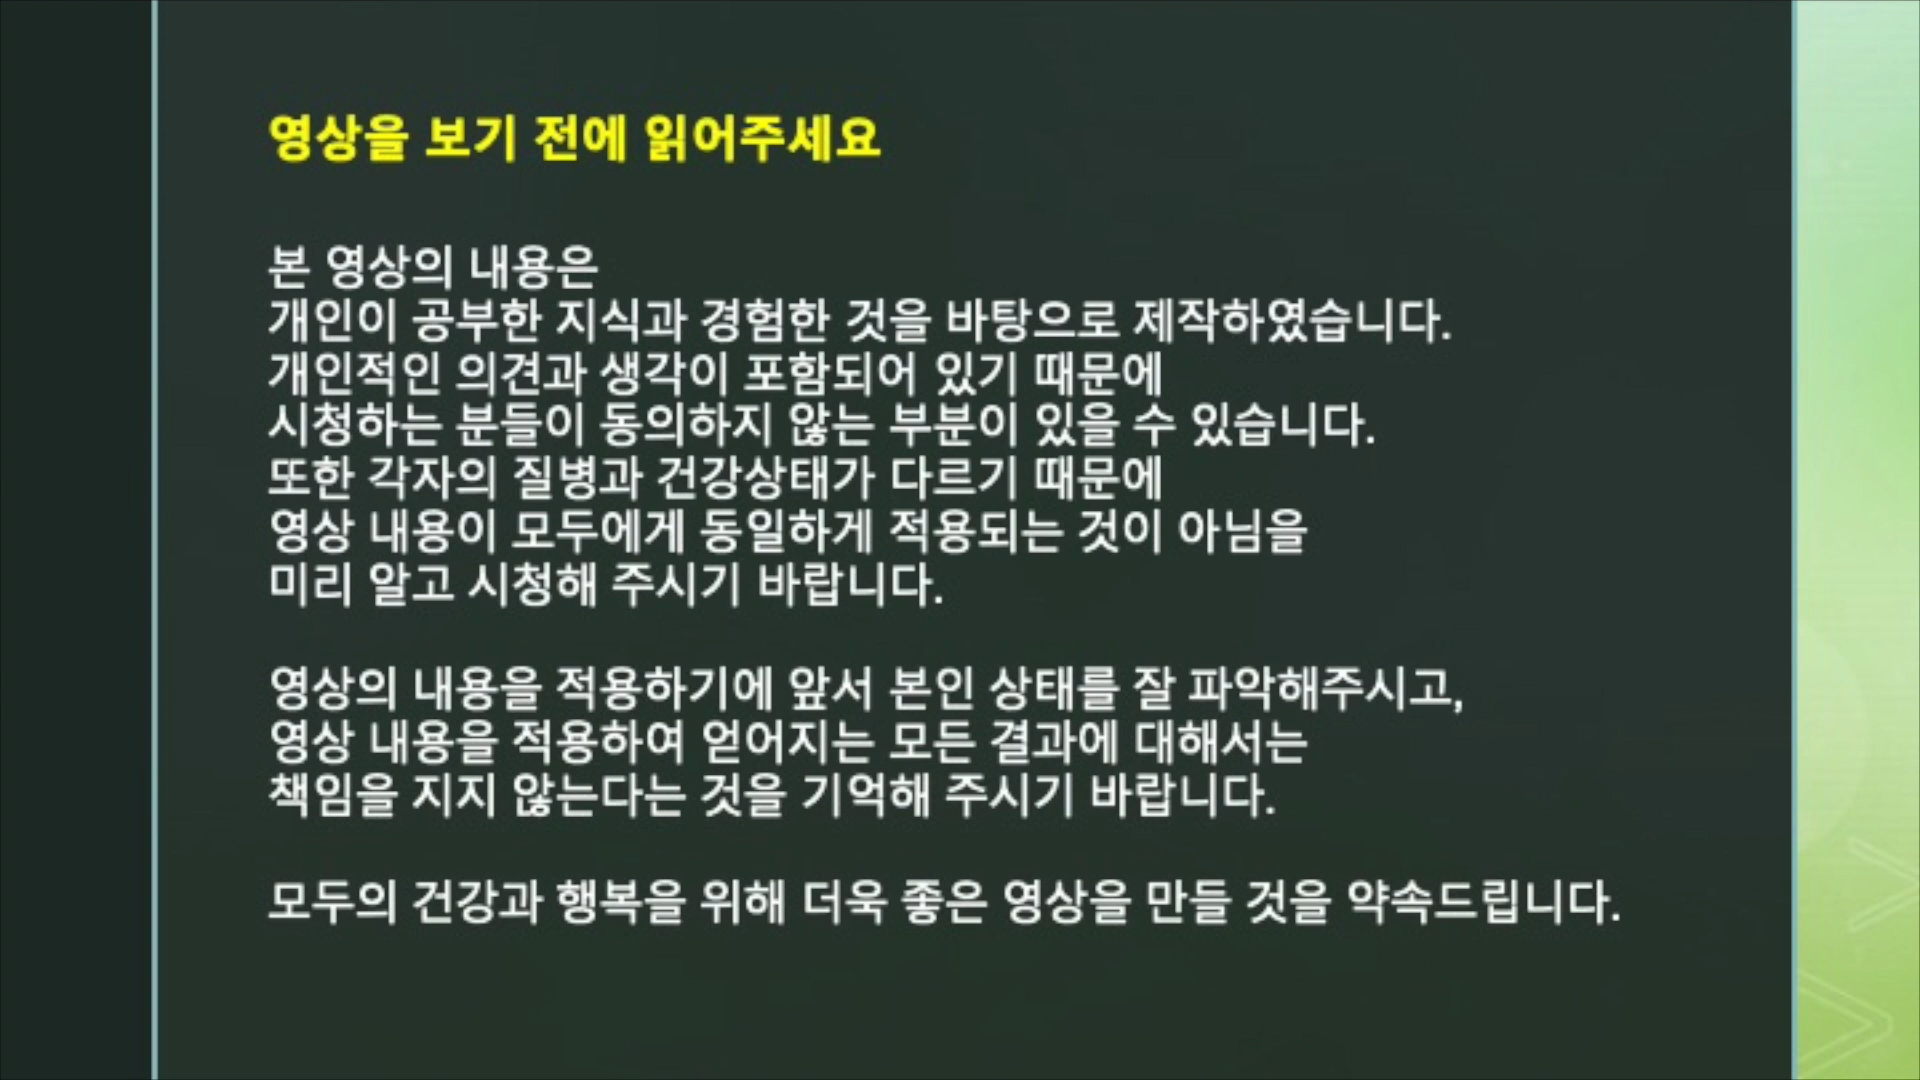 영상을 보기 전에 읽어주세요
본 영상의 내용은
개인이 공부한 지식과 경험한 것을 바탕으로 제작하였습니다.
개인적인 의견과 생각이 포함되어 있기 때문에
시청하는 분들이 동의하지 않는 부분이 있을 수 있습니다.
또한 각자의 질병과 건강상태가 다르기 때문에
영상 내용이 모두에게 동일하게 적용되는 것이 아님을
미리 알고 시청해 주시기 바랍니다.
영상의 내용을 적용하기에 앞서 본인 상태를 잘 파악해주시고,
영상 내용을 적용하여 얻어지는 모든 결과에 대해서는
책임을 지지 않는다는 것을 기억해 주시기 바랍니다.
모두의 건강과 행복을 위해 더욱 좋은 영상을 만들 것을 약속드립니다.